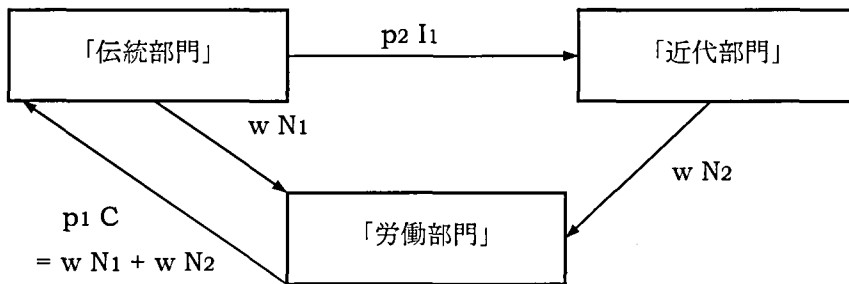 「伝統部門」
p2 I1
「近代部門」
w N1
w N2
p1 C
= w N1 + w N2
「労働部門」